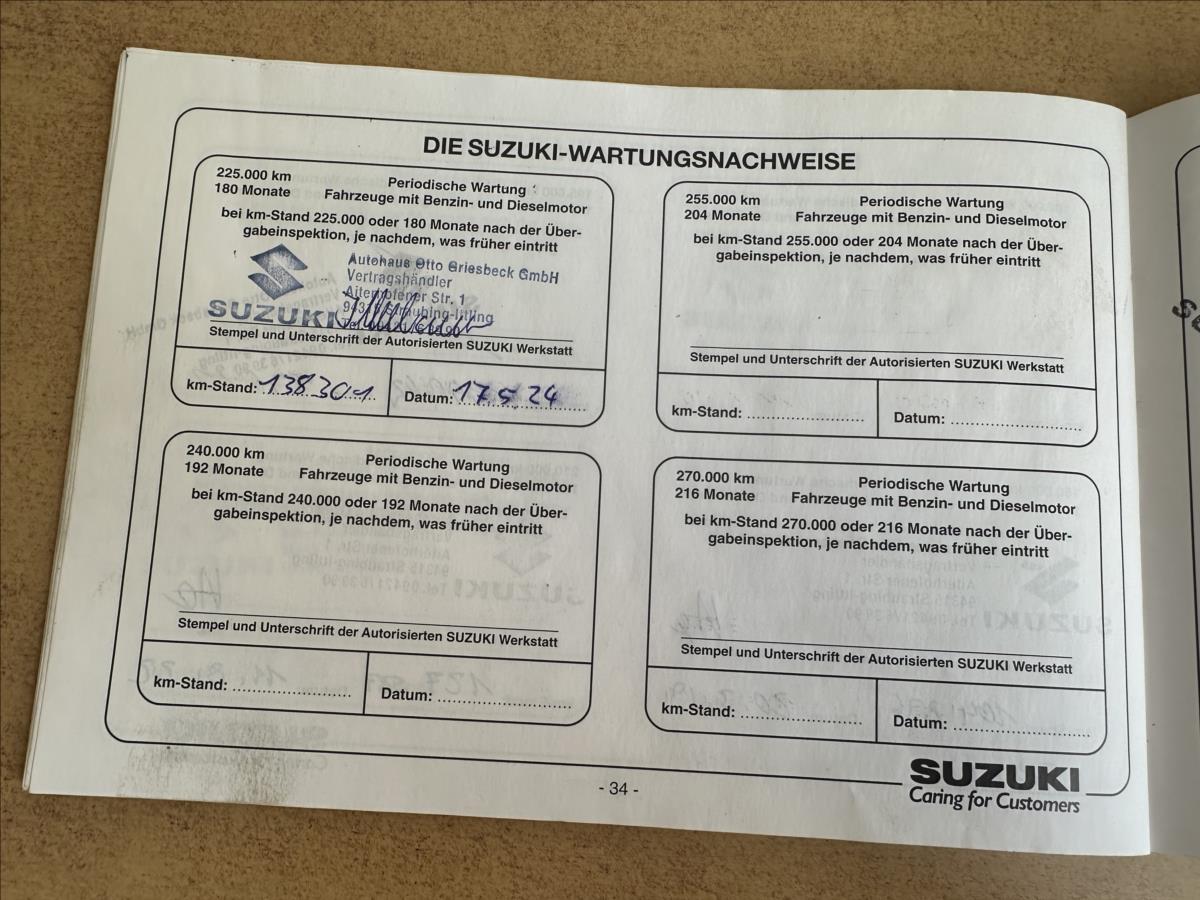 DIE SUZUKI-WARTUNGSNACHWEISE
225.000 km
180 Monate
Periodische Wartung
Fahrzeuge mit Benzin- und Dieselmotor
bei km-Stand 225.000 oder 180 Monate nach der Über-
gabeinspektion, je nachdem, was früher eintritt
SUZUKI
Autohaus Otto Griesbeck GmbH
Vertragshändler
Str. 1
Straubing-Ittling
Stempel und Unterschrift der Autorisierten SUZUKI Werkstatt
km-Stand: 138301
Datum: 17 5 24
240.000 km
192 Monate
Periodische Wartung
Fahrzeuge mit Benzin- und Dieselmotor
bei km-Stand 240.000 oder 192 Monate nach der Über-
gabeinspektion, je nachdem, was früher eintritt
Stempel und Unterschrift der Autorisierten SUZUKI Werkstatt
km-Stand:
Datum:
255.000 km
204 Monate
Periodische Wartung
Fahrzeuge mit Benzin- und Dieselmotor
bei km-Stand 255.000 oder 204 Monate nach der Über-
gabeinspektion, je nachdem, was früher eintritt
Stempel und Unterschrift der Autorisierten SUZUKI Werkstatt
km-Stand:
Datum:
270.000 km
216 Monate
Periodische Wartung
Fahrzeuge mit Benzin- und Dieselmotor
bei km-Stand 270.000 oder 216 Monate nach der Über-
gabeinspektion, je nachdem, was früher eintritt
Stempel und Unterschrift der Autorisierten SUZUKI Werkstatt
km-Stand:
Datum:
- 34 -
SUZUKI
Caring for Customers